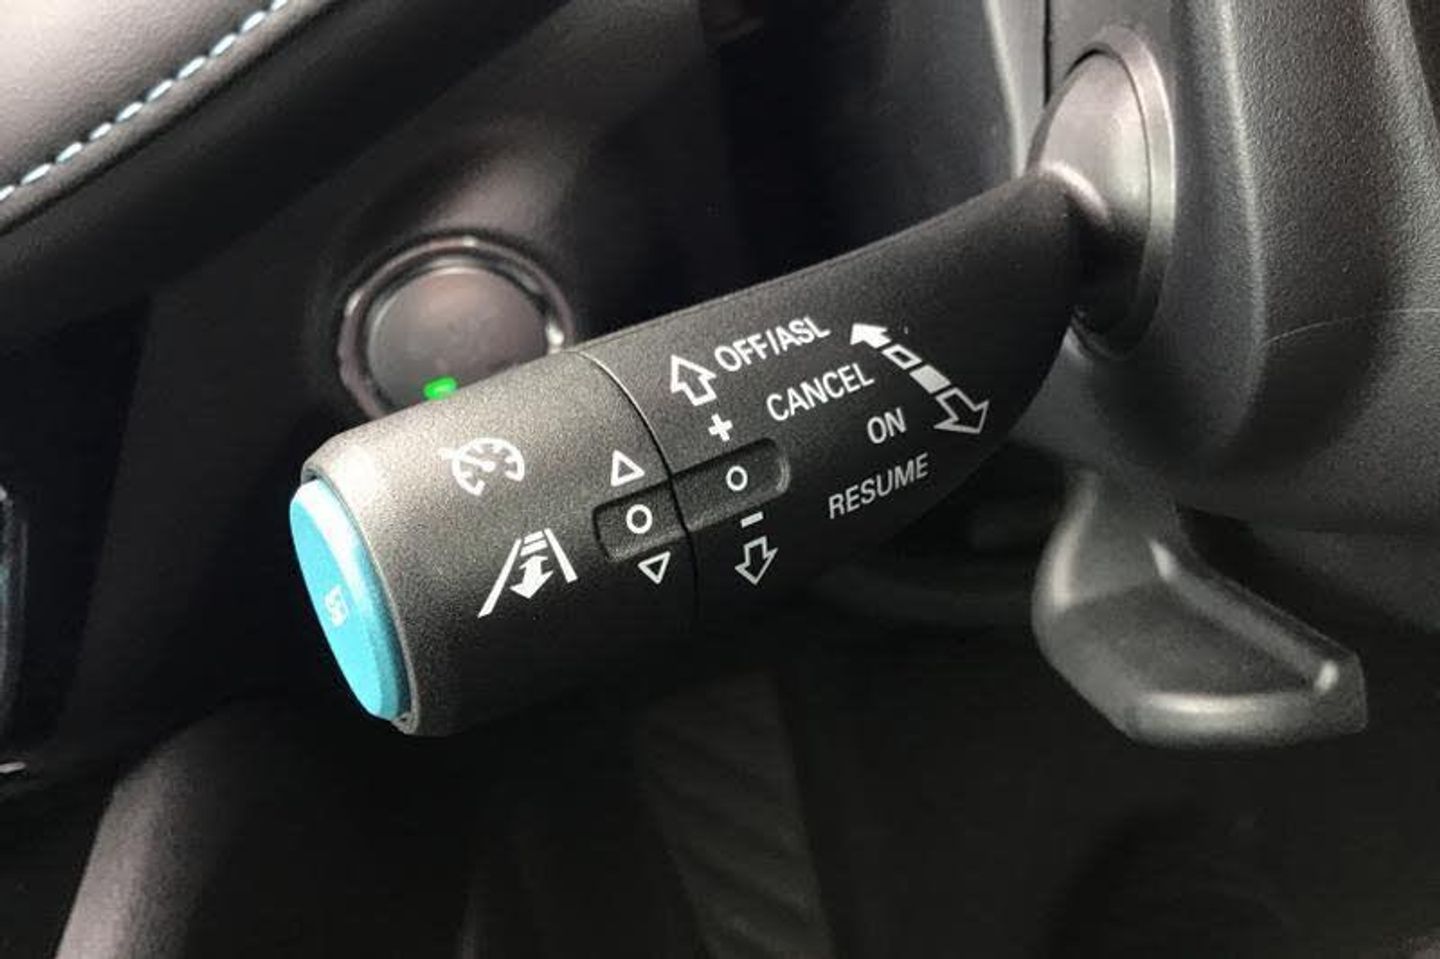 OFF/ASL
CANCEL
+
ON
RESUME
-